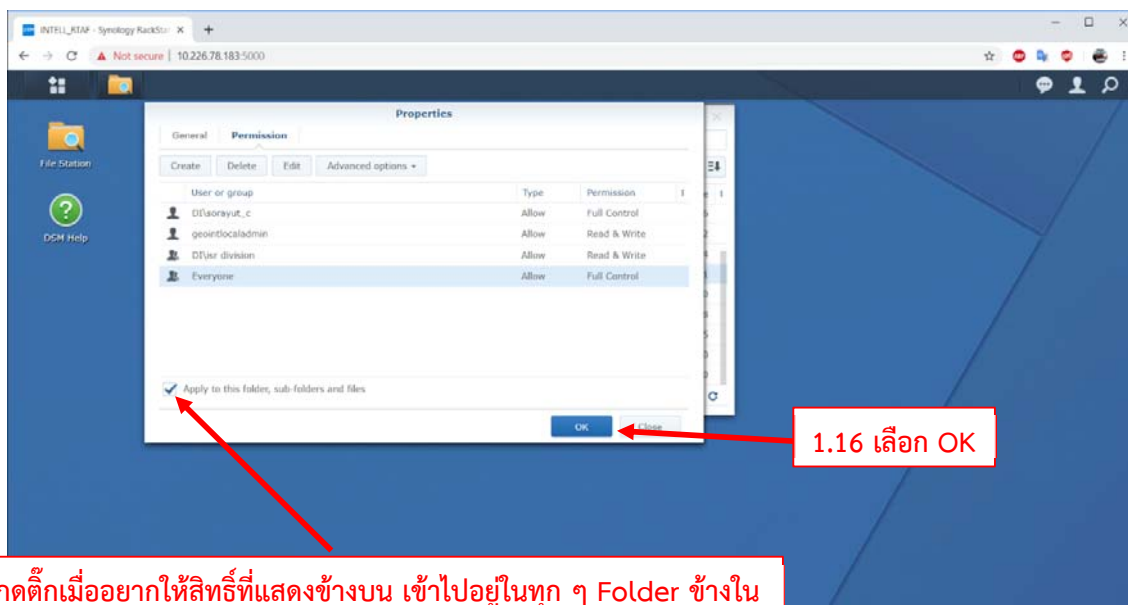 INTELL_RTAF - Synology RackSta
Not secure | 10.226.78.183:5000
File Station
DSM Help
Properties
General Permission
Create Delete Edit Advanced options
User or group Type Permission
DI\sorayut_c Allow Full Control
geointlocaladmin Allow Read & Write
DI\isr division Allow Read & Write
Everyone Allow Full Control
Apply to this folder, sub-folders and files
OK Close
1.16 เลือก OK
กดติ๊กเมื่ออยากให้สิทธิ์ที่แสดงข้างบน เข้าไปอยู่ในทุก ๆ Folder ข้างใน